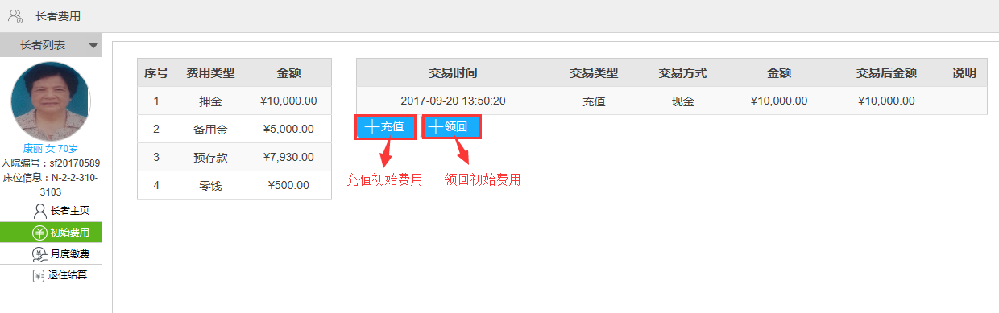 长者费用
长者列表
康丽 女 70岁
入院编号：sf20170589
床位信息：N-2-2-310-
3103
长者主页
初始费用
月度缴费
退住结算
序号 费用类型 金额
1 押金 ¥10,000.00
2 备用金 ¥5,000.00
3 预存款 ¥7,930.00
4 零钱 ¥500.00
交易时间 交易类型 交易方式 金额 交易后金额 说明
2017-09-20 13:50:20 充值 现金 ¥10,000.00 ¥10,000.00
充值 领回
充值初始费用 领回初始费用